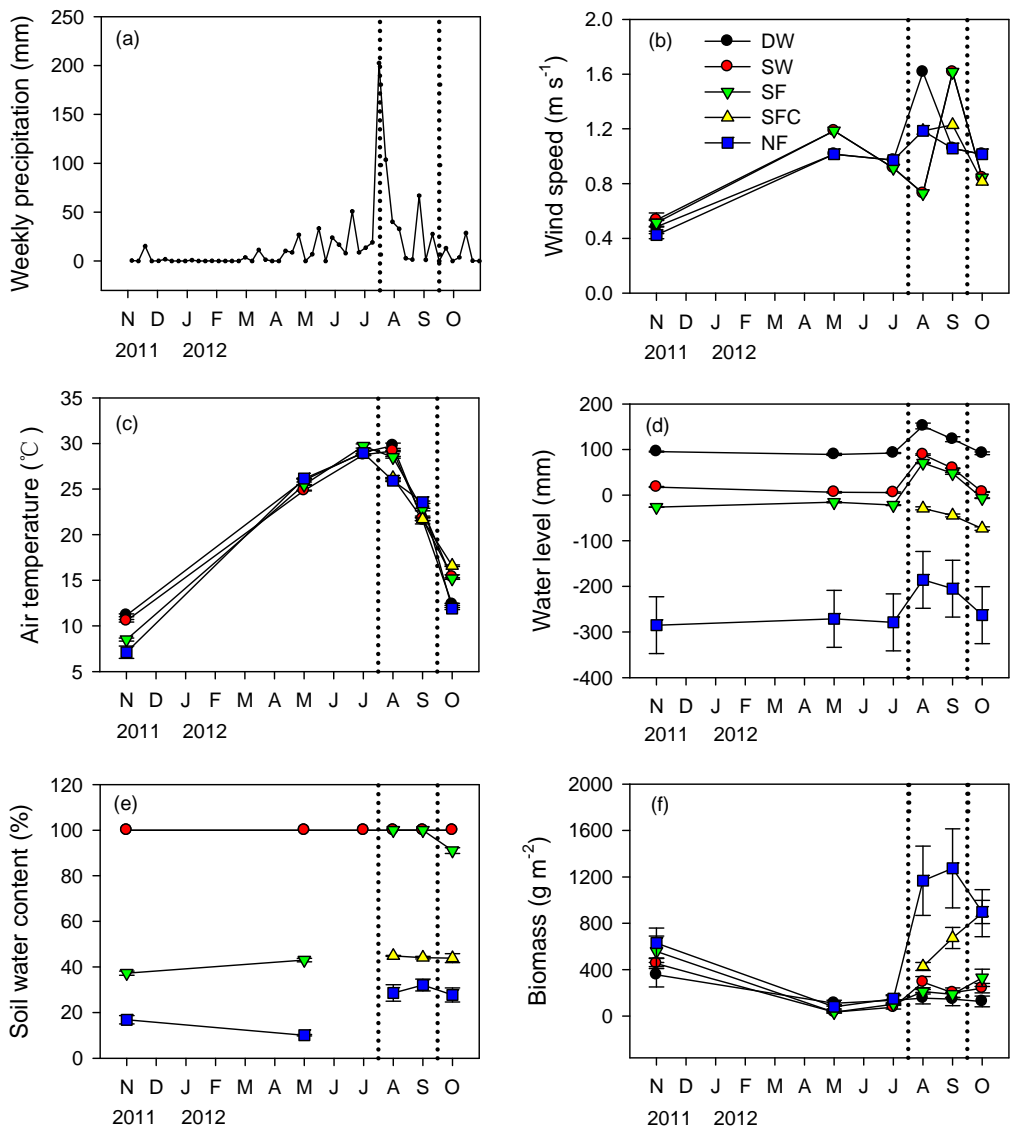 (a)
Weekly precipitation (mm)
250
200
150
100
50
0
N D J F M A M J J A S O
2011 2012
(b)
DW
SW
SF
SFC
NF
Wind speed (m s-1)
2.0
1.6
1.2
0.8
0.4
0.0
N D J F M A M J J A S O
2011 2012
(c)
Air temperature (℃)
35
30
25
20
15
10
5
N D J F M A M J J A S O
2011 2012
(d)
Water level (mm)
200
100
0
-100
-200
-300
-400
N D J F M A M J J A S O
2011 2012
(e)
Soil water content (%)
120
100
80
60
40
20
0
N D J F M A M J J A S O
2011 2012
(f)
Biomass (g m-2)
2000
1600
1200
800
400
0
N D J F M A M J J A S O
2011 2012